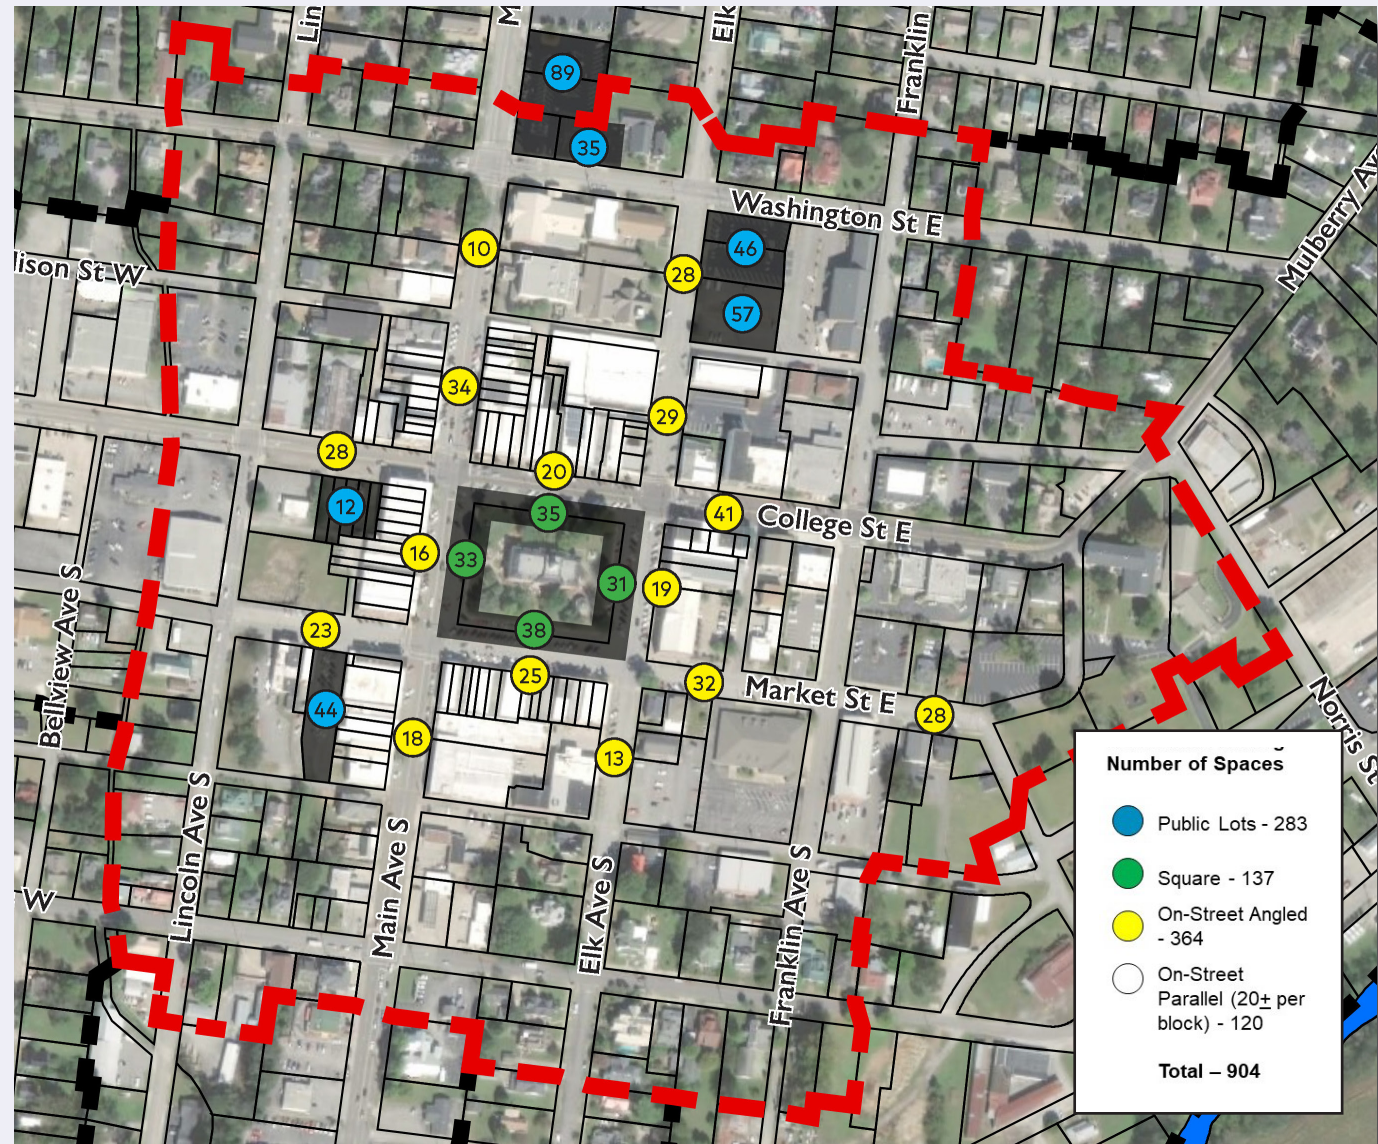 Lin
M
Elk
Franklin
89
35
Washington St E
Mulberry Av
10
46
lison St W
28
57
34
29
28
20
12
35
41
College St E
16
33
31
19
23
38
25
32
Market St E
28
44
18
13
Bellview Ave S
Norris St
Lincoln Ave S
Main Ave S
Elk Ave S
Franklin Ave S
W
Number of Spaces
Public Lots - 283
Square - 137
On-Street Angled
- 364
On-Street
Parallel (20± per
block) - 120
Total – 904